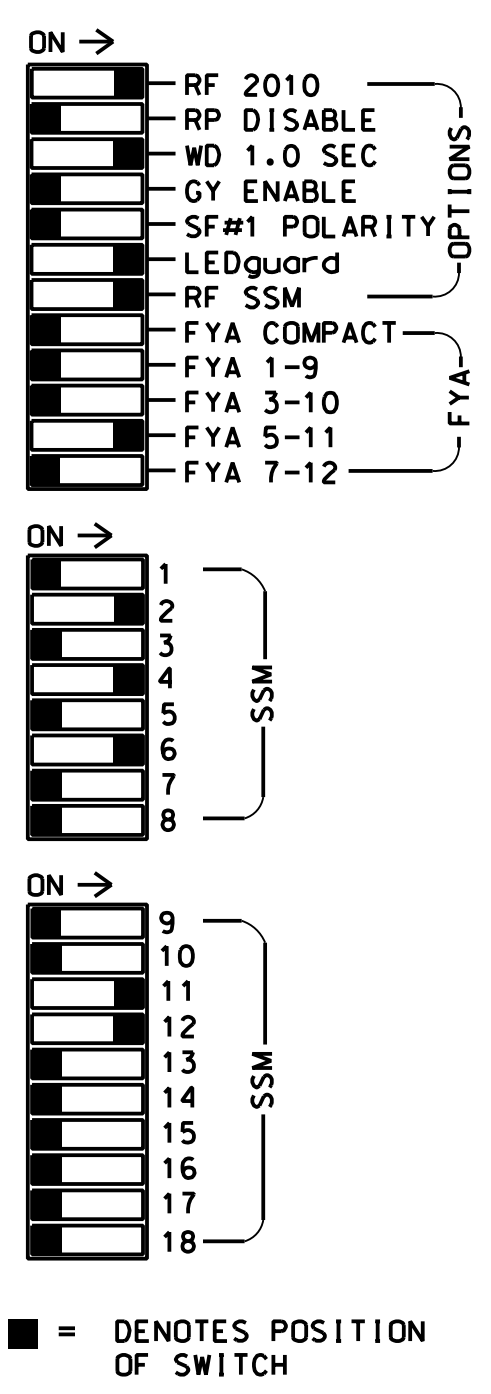 ON →
RF 2010
RP DISABLE
WD 1.0 SEC
GY ENABLE
SF#1 POLARITY
LEDguard
RF SSM
OPTIONS
FYA COMPACT
FYA 1-9
FYA 3-10
FYA 5-11
FYA 7-12
FYA
ON →
1
2
3
4
5
6
7
8
SSM
ON →
9
10
11
12
13
14
15
16
17
18
SSM
= DENOTES POSITION
OF SWITCH